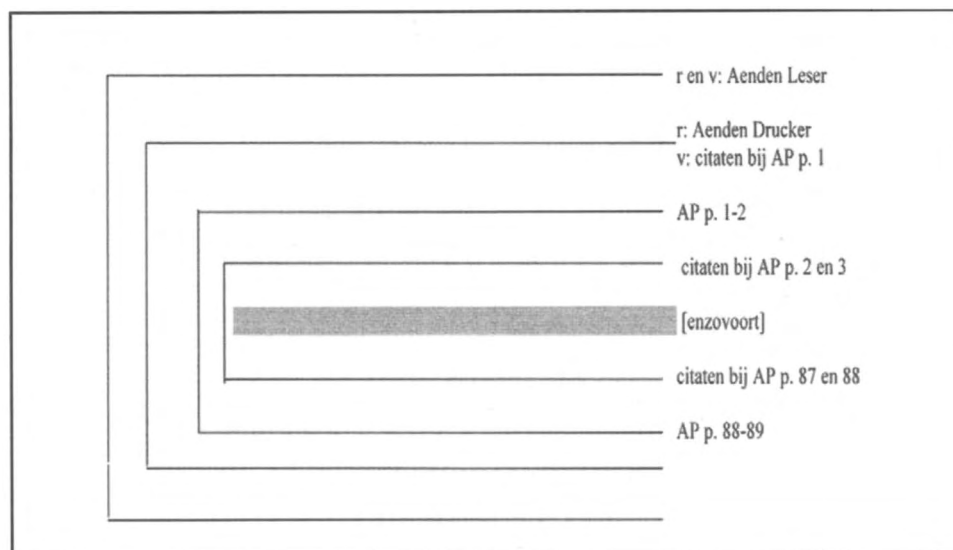 r en v: Aenden Leser
r: Aenden Drucker
v: citaten bij AP p. 1
AP p. 1-2
citaten bij AP p. 2 en 3
[enzovoort]
citaten bij AP p. 87 en 88
AP p. 88-89